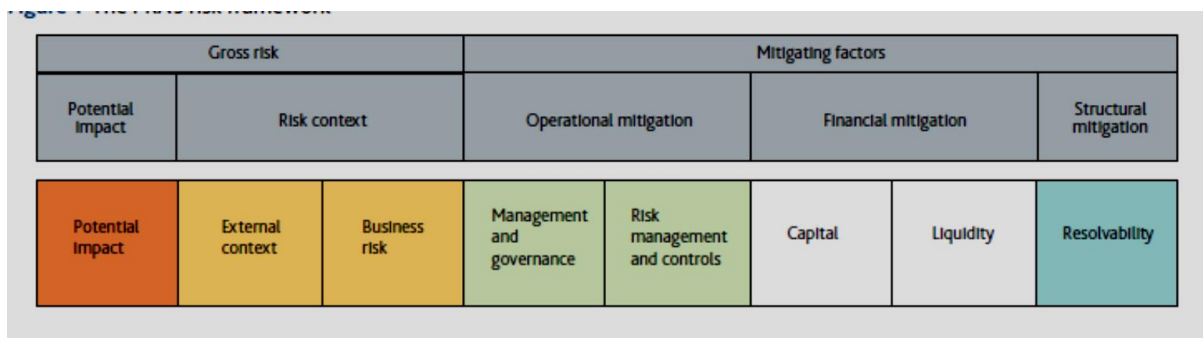 Gross risk
Mitigating factors
Potential
impact
Risk context
Operational mitigation
Financial mitigation
Structural
mitigation
Potential
impact
External
context
Business
risk
Management
and
governance
Risk
management
and controls
Capital
Liquidity
Resolvability